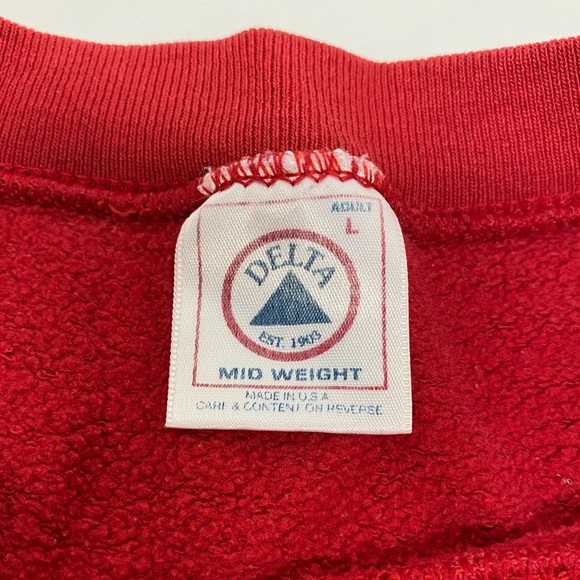 ADULT
L
DELTA
EST. 1903
MID WEIGHT
MADE IN U.S.A
CARE & CONTENT ON REVERSE